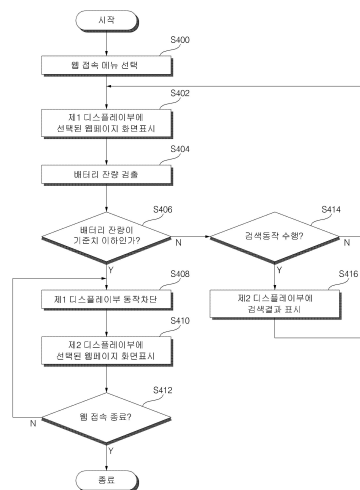 시작
S400
웹 접속 메뉴 선택
S402
제1 디스플레이부에
선택된 웹페이지 화면표시
S404
배터리 잔량 검출
S406
배터리 잔량이
기준치 이하인가?
N
Y
S414
검색동작 수행?
N
Y
S408
제1 디스플레이부 동작차단
S416
제2 디스플레이부에
검색결과 표시
S410
제2 디스플레이부에
선택된 웹페이지 화면표시
S412
웹 접속 종료?
N
Y
종료